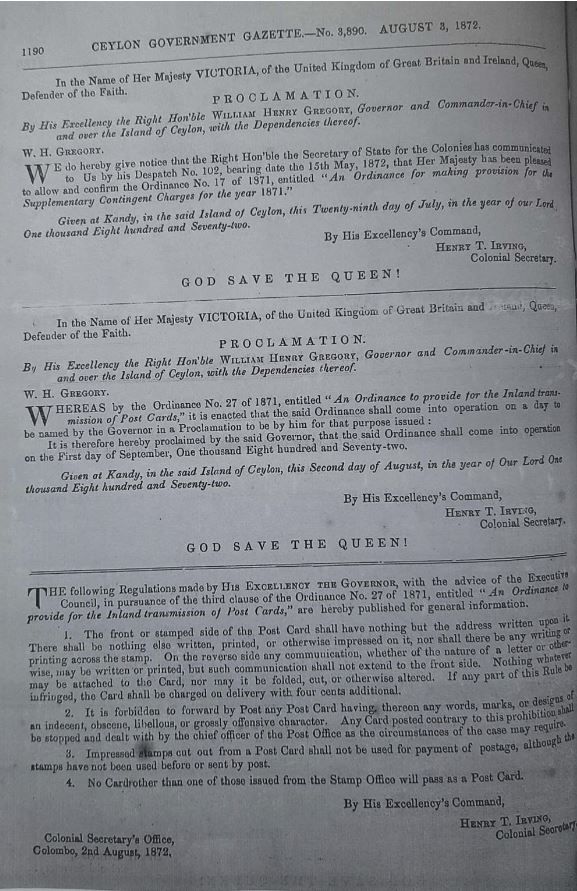 1190 CEYLON GOVERNMENT GAZETTE.—No. 3,890. AUGUST 3, 1872.
In the Name of Her Majesty VICTORIA, of the United Kingdom of Great Britain and Ireland, Queen,
Defender of the Faith.
PROCLAMATION.
By His Excellency the Right Hon'ble WILLIAM HENRY GREGORY, Governor and Commander-in-Chief in
and over the Island of Ceylon, with the Dependencies thereof.
W. H. GREGORY.
WE do hereby give notice that the Right Hon'ble the Secretary of State for the Colonies has communicated
to Us by his Despatch No. 102, bearing date the 15th May, 1872, that Her Majesty has been pleased
to allow and confirm the Ordinance No. 17 of 1871, entitled "An Ordinance for making provision for the
Supplementary Contingent Charges for the year 1871."
Given at Kandy, in the said Island of Ceylon, this Twenty-ninth day of July, in the year of our Lord
One thousand Eight hundred and Seventy-two.
By His Excellency's Command,
HENRY T. IRVING,
Colonial Secretary.
GOD SAVE THE QUEEN!
In the Name of Her Majesty VICTORIA, of the United Kingdom of Great Britain and Queen,
Defender of the Faith.
PROCLAMATION.
By His Excellency the Right Hon'ble WILLIAM HENRY GREGORY, Governor and Commander-in-Chief in
and over the Island of Ceylon, with the Dependencies thereof.
W. H. GREGORY.
WHEREAS by the Ordinance No. 27 of 1871, entitled "An Ordinance to provide for the Inland trans-
mission of Post Cards," it is enacted that the said Ordinance shall come into operation on a day to
be named by the Governor in a Proclamation to be by him for that purpose issued :
It is therefore hereby proclaimed by the said Governor, that the said Ordinance shall come into operation
on the First day of September, One thousand Eight hundred and Seventy-two.
Given at Kandy, in the said Island of Ceylon, this Second day of August, in the year of Our Lord One
thousand Eight hundred and Seventy-two.
By His Excellency's Command,
HENRY T. IRVING,
Colonial Secretary.
GOD SAVE THE QUEEN!
THE following Regulations made by HIS EXCELLENCY THE GOVERNOR, with the advice of the Executive
Council, in pursuance of the third clause of the Ordinance No. 27 of 1871, entitled "An Ordinance to
provide for the Inland transmission of Post Cards," are hereby published for general information.
1. The front or stamped side of the Post Card shall have nothing but the address written upon it
There shall be nothing else written, printed, or otherwise impressed on it, nor shall there be any writing or
printing across the stamp. On the reverse side any communication, whether of the nature of a letter or other-
wise, may be written or printed, but such communication shall not extend to the front side. Nothing whatever
may be attached to the Card, nor may it be folded, cut, or otherwise altered. If any part of this Rule be
infringed, the Card shall be charged on delivery with four cents additional.
2. It is forbidden to forward by Post any Post Card having thereon any words, marks, or designs of
an indecent, obscene, libellous, or grossly offensive character. Any Card posted contrary to this prohibition shall
be stopped and dealt with by the chief officer of the Post Office as the circumstances of the case may require.
3. Impressed stamps cut out from a Post Card shall not be used for payment of postage, although the
stamps have not been used before or sent by post.
4. No Cardrother than one of those issued from the Stamp Office will pass as a Post Card.
By His Excellency's Command,
HENRY T. IRVING,
Colonial Secretary.
Colonial Secretary's Office,
Colombo, 2nd August, 1872,